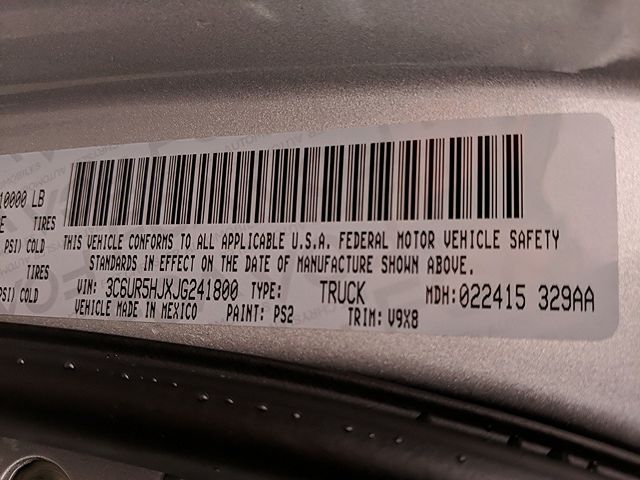 10000 LB
TIRES
PSI) COLD
TIRES
PSI) COLD
THIS VEHICLE CONFORMS TO ALL APPLICABLE U.S.A. FEDERAL MOTOR VEHICLE SAFETY
STANDARDS IN EFFECT ON THE DATE OF MANUFACTURE SHOWN ABOVE.
VIN: 3C6UR5HJXJG241800 TYPE: TRUCK MDH:022415 329AA
VEHICLE MADE IN MEXICO PAINT: PS2 TRIM: V9X8